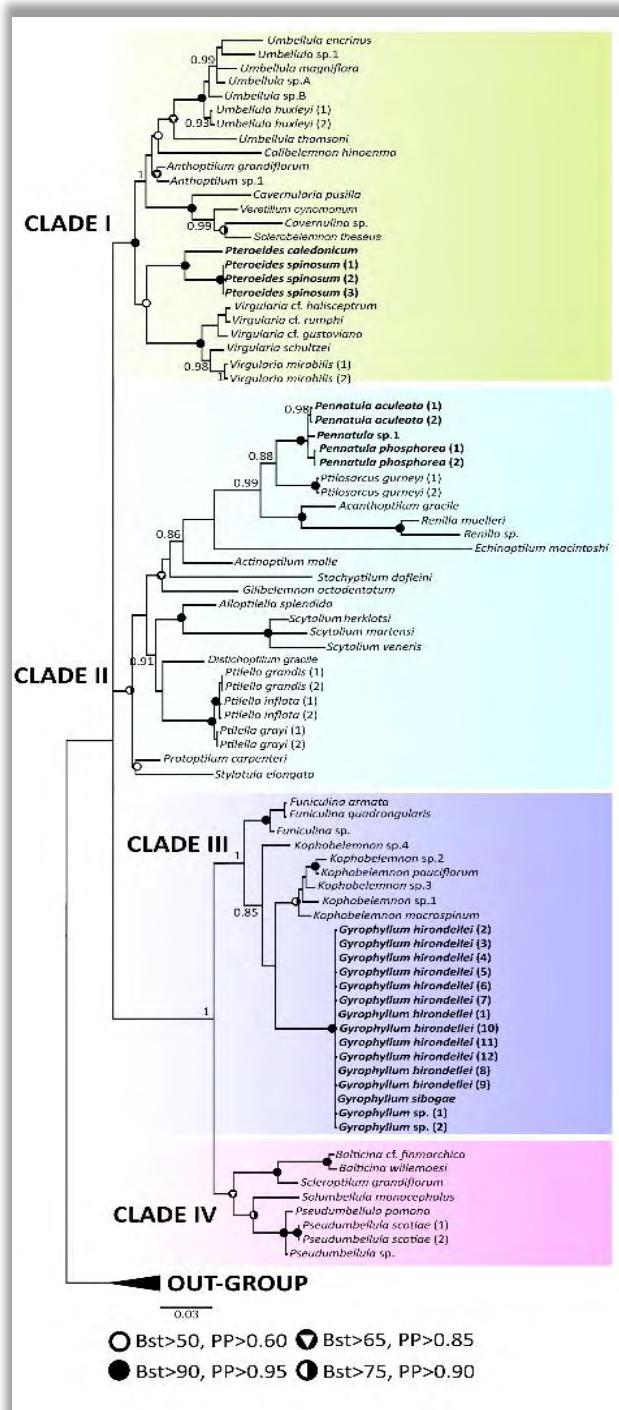 Umbellula encrinus
0.99
Umbellula sp.1
Umbellula magniflora
Umbellula sp.A
Umbellula sp.B
Umbellula huxleyi (1)
0.93
Umbellula huxleyi (2)
Umbellula thomsoni
Calibelemnon hinoenma
Anthoptilum grandiflorum
1
Anthoptilum sp.1
Cavernularia pusilla
Veretillum cynomorium
CLADE I
0.99
Cavernulina sp.
Sclerobelemnon theseus
Pteroeides caledonicum
Pteroeides spinosum (1)
Pteroeides spinosum (2)
Pteroeides spinosum (3)
Virgularia cf. halisceptrum
Virgularia cf. rumphi
Virgularia cf. gustaviana
Virgularia schultzei
0.98
Virgularia mirabilis (1)
1
Virgularia mirabilis (2)
Pennatula aculeata (1)
0.98
Pennatula aculeata (2)
Pennatula sp.1
Pennatula phosphorea (1)
0.88
Pennatula phosphorea (2)
Ptilosarcus gurneyi (1)
0.99
Ptilosarcus gurneyi (2)
Acanthoptilum gracile
Renilla muelleri
0.86
Renilla sp.
Echinoptilum macintoshi
Actinoptilum molle
Stachyptilum dofleini
Gilibelemnon octodentatum
Alloptilella splendida
Scytalium herklotsi
Scytalium martensi
Scytalium veneris
0.91
CLADE II
Distichoptilum gracile
Ptilella grandis (1)
Ptilella grandis (2)
Ptilella inflata (1)
Ptilella inflata (2)
Ptilella grayi (1)
Ptilella grayi (2)
Protoptilum carpenteri
Stylatula elongata
Funiculina armata
Funiculina quadrangularis
Funiculina sp.
CLADE III
Kophobelemnon sp.4
1
Kophobelemnon sp.2
Kophobelemnon pauciflorum
Kophobelemnon sp.3
0.85
Kophobelemnon sp.1
Kophobelemnon macrospinum
Gyrophyllum hirondellei (2)
Gyrophyllum hirondellei (3)
Gyrophyllum hirondellei (4)
Gyrophyllum hirondellei (5)
Gyrophyllum hirondellei (6)
Gyrophyllum hirondellei (7)
Gyrophyllum hirondellei (1)
1
Gyrophyllum hirondellei (10)
Gyrophyllum hirondellei (11)
Gyrophyllum hirondellei (12)
Gyrophyllum hirondellei (8)
Gyrophyllum hirondellei (9)
Gyrophyllum sibogae
Gyrophyllum sp. (1)
Gyrophyllum sp. (2)
Balticina cf. finmarchica
Balticina willemoesi
Scleroptilum grandiflorum
Solumbellula monocephalus
CLADE IV
Pseudumbellula pomona
Pseudumbellula scotiae (1)
Pseudumbellula scotiae (2)
Pseudumbellula sp.
OUT-GROUP
0.03
Bst>50, PP>0.60 Bst>65, PP>0.85
Bst>90, PP>0.95 Bst>75, PP>0.90